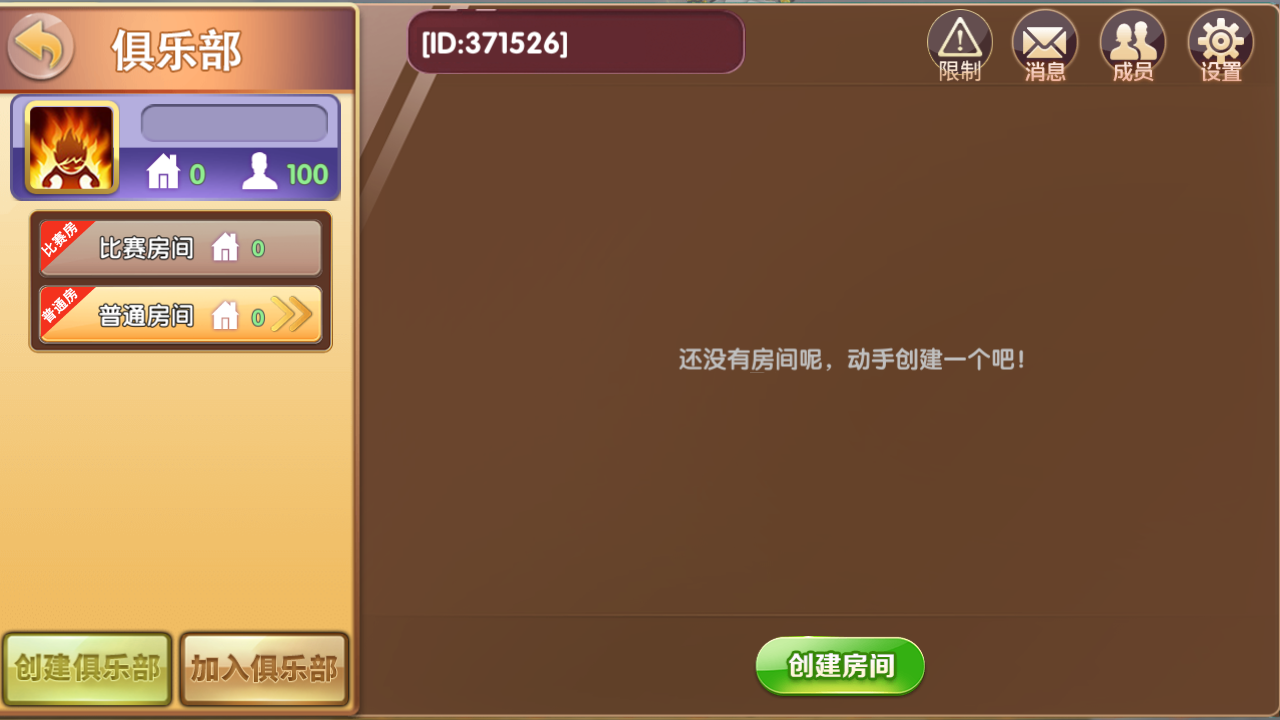 俱乐部
[ID:371526]
限制
消息
成员
设置
0
100
比赛房
比赛房间
0
普通房
普通房间
0
还没有房间呢，动手创建一个吧！
创建俱乐部
加入俱乐部
创建房间